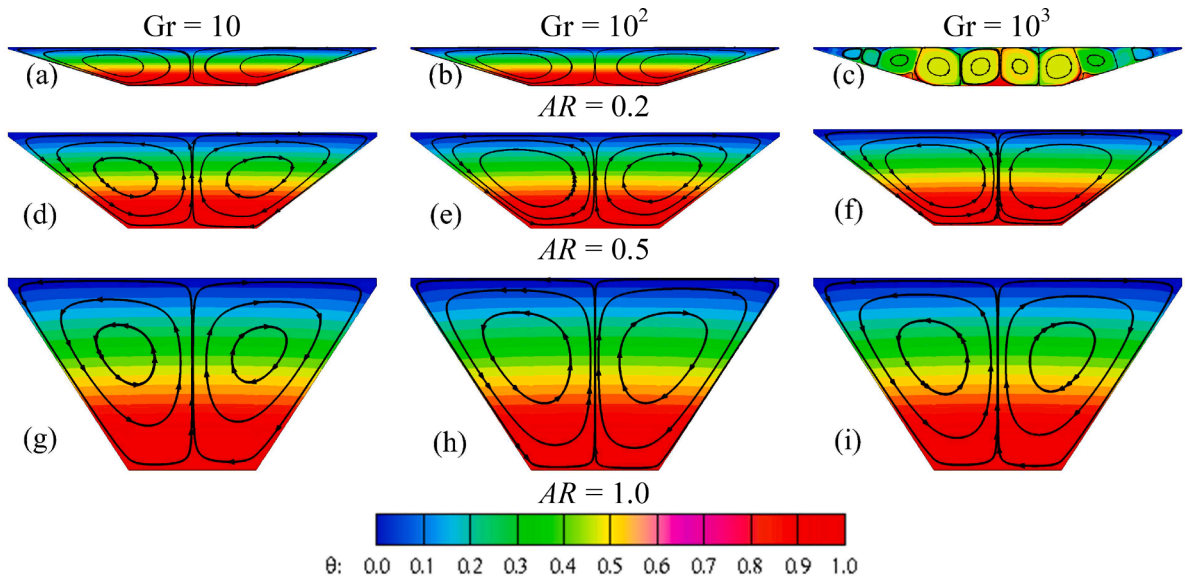 Gr = 10 Gr = 10² Gr = 10³
(a) (b) (c)
AR = 0.2
(d) (e) (f)
AR = 0.5
(g) (h) (i)
AR = 1.0
θ: 0.0 0.1 0.2 0.3 0.4 0.5 0.6 0.7 0.8 0.9 1.0